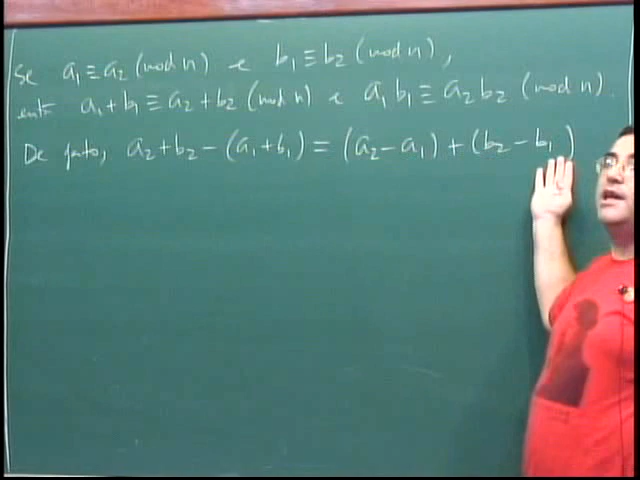 Se a₁ ≡ a₂ (mod n) e b₁ ≡ b₂ (mod n),
entã a₁ + b₁ ≡ a₂ + b₂ (mod n) e a₁ b₁ ≡ a₂ b₂ (mod n).
De fato, a₂ + b₂ − (a₁ + b₁) = (a₂ − a₁) + (b₂ − b₁)